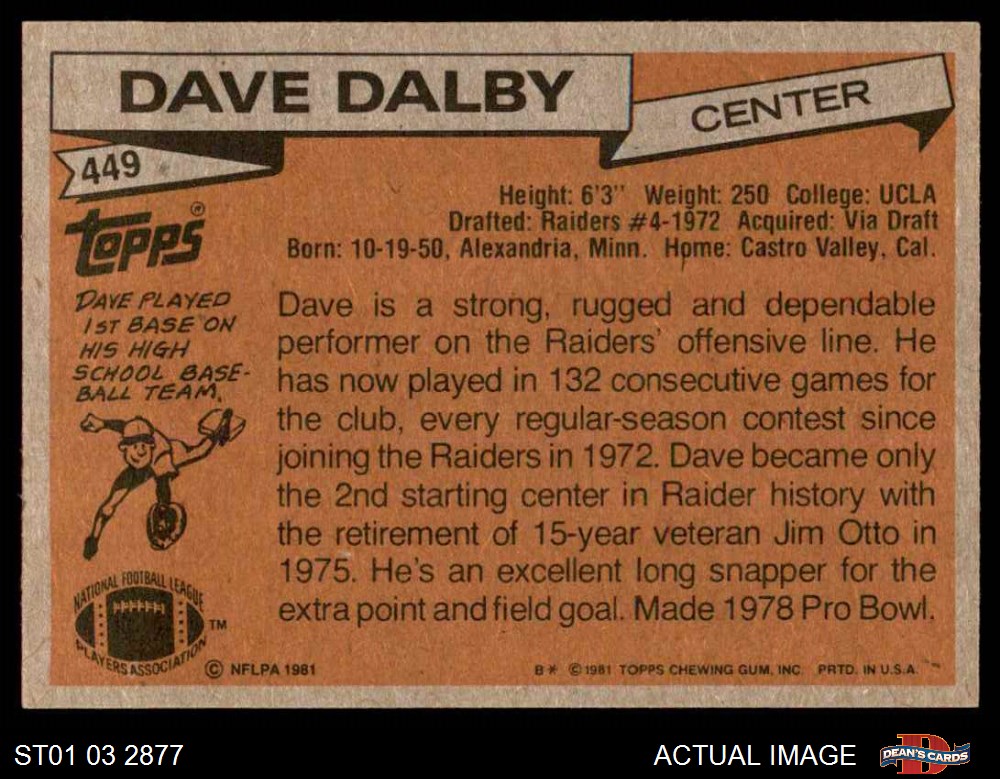 DAVE DALBY
CENTER
449
Topps®
Height: 6'3" Weight: 250 College: UCLA
Drafted: Raiders #4-1972 Acquired: Via Draft
Born: 10-19-50, Alexandria, Minn. Home: Castro Valley, Cal.
DAVE PLAYED
1ST BASE ON
HIS HIGH
SCHOOL BASE-
BALL TEAM.
Dave is a strong, rugged and dependable
performer on the Raiders' offensive line. He
has now played in 132 consecutive games for
the club, every regular-season contest since
joining the Raiders in 1972. Dave became only
the 2nd starting center in Raider history with
the retirement of 15-year veteran Jim Otto in
1975. He's an excellent long snapper for the
extra point and field goal. Made 1978 Pro Bowl.
NATIONAL FOOTBALL LEAGUE
PLAYERS ASSOCIATION
TM
© NFLPA 1981
B* © 1981 TOPPS CHEWING GUM, INC. PRTD. IN U.S.A.
ST01 03 2877
ACTUAL IMAGE
D
DEAN'S CARDS